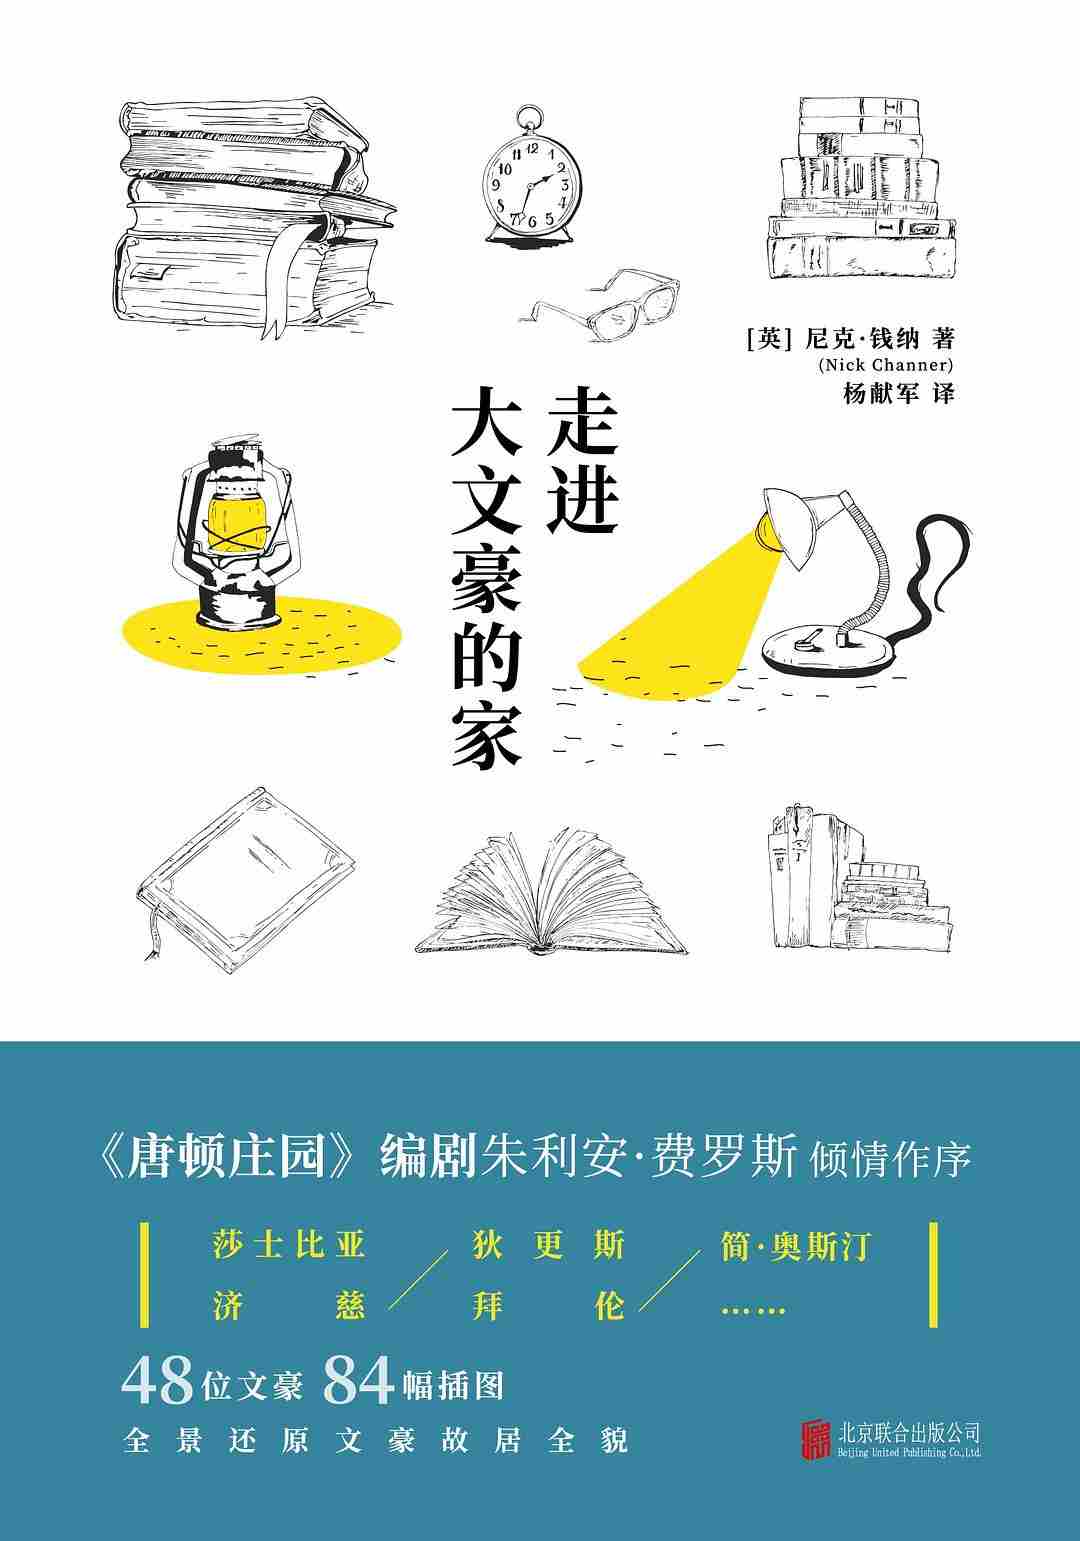 [英] 尼克·钱纳 著
(Nick Channer)
杨献军 译
走进
大文豪的家
《唐顿庄园》编剧朱利安·费罗斯 倾情作序
莎士比亚 狄更斯 简·奥斯汀
济慈 拜伦 ……
48位文豪 84幅插图
全景还原文豪故居全貌
北京联合出版公司
Beijing United Publishing Co.,Ltd.